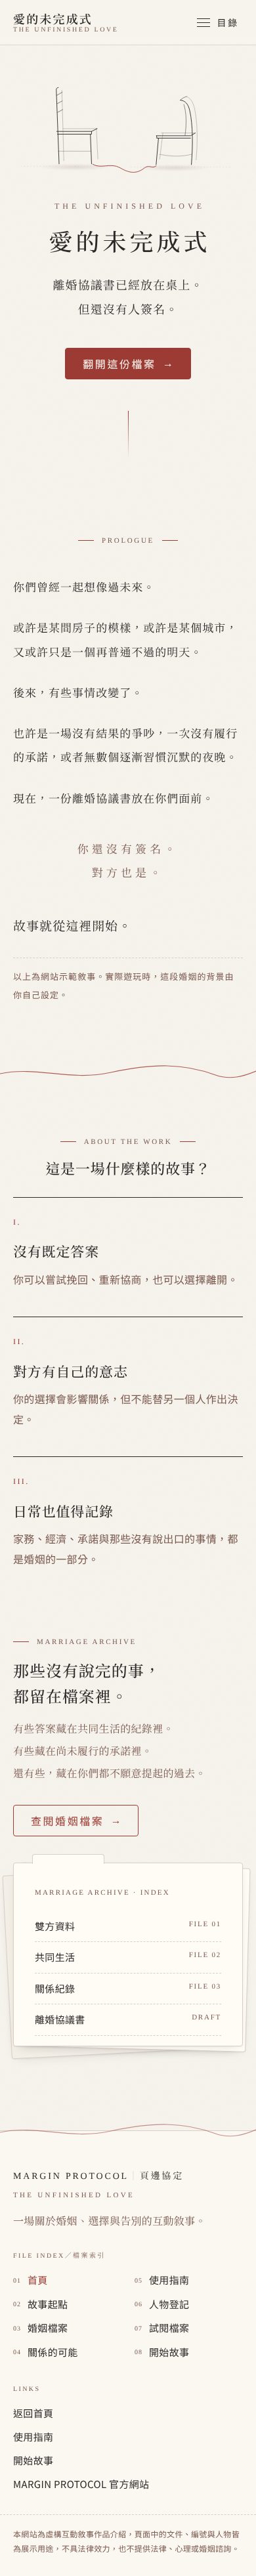 愛的未完成式
THE UNFINISHED LOVE
目錄
THE UNFINISHED LOVE
愛的未完成式
離婚協議書已經放在桌上。
但還沒有人簽名。
翻開這份檔案 →
PROLOGUE
你們曾經一起想像過未來。
或許是某間房子的模樣，或許是某個城市，
又或許只是一個再普通不過的明天。
後來，有些事情改變了。
也許是一場沒有結果的爭吵，一次沒有履行
的承諾，或者無數個逐漸習慣沉默的夜晚。
現在，一份離婚協議書放在你們面前。
你還沒有簽名。
對方也是。
故事就從這裡開始。
以上為網站示範敘事。實際遊玩時，這段婚姻的背景由
你自己設定。
ABOUT THE WORK
這是一場什麼樣的故事？
I.
沒有既定答案
你可以嘗試挽回、重新協商，也可以選擇離開。
II.
對方有自己的意志
你的選擇會影響關係，但不能替另一個人作出決
定。
III.
日常也值得記錄
家務、經濟、承諾與那些沒有說出口的事情，都
是婚姻的一部分。
MARRIAGE ARCHIVE
那些沒有說完的事，
都留在檔案裡。
有些答案藏在共同生活的紀錄裡。
有些藏在尚未履行的承諾裡。
還有些，藏在你們都不願意提起的過去。
查閱婚姻檔案 →
MARRIAGE ARCHIVE · INDEX
雙方資料 FILE 01
共同生活 FILE 02
關係紀錄 FILE 03
離婚協議書 DRAFT
MARGIN PROTOCOL 頁邊協定
THE UNFINISHED LOVE
一場關於婚姻、選擇與告別的互動敘事。
FILE INDEX／檔案索引
01 首頁
02 故事起點
03 婚姻檔案
04 關係的可能
05 使用指南
06 人物登記
07 試閱檔案
08 開始故事
LINKS
返回首頁
使用指南
開始故事
MARGIN PROTOCOL 官方網站
本網站為虛構互動敘事作品介紹，頁面中的文件、編號與人物皆
為展示用途，不具法律效力，也不提供法律、心理或婚姻諮詢。